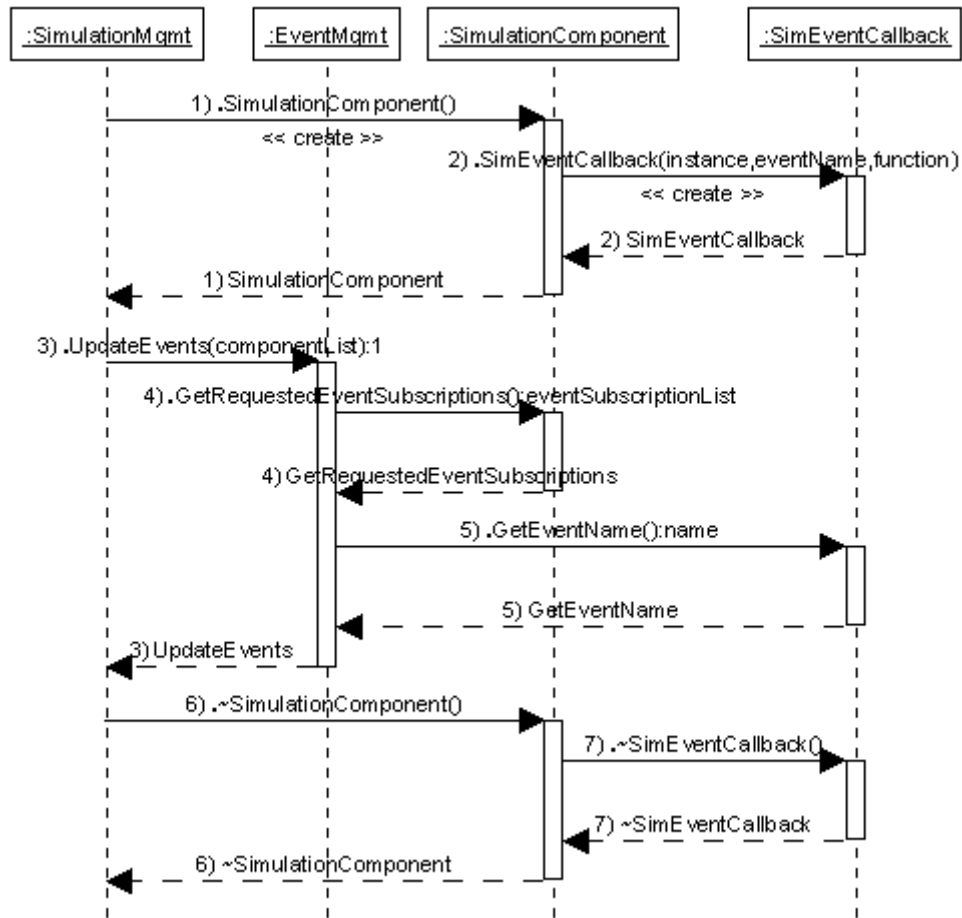 :SimulationMgmt
:EventMgmt
:SimulationComponent
:SimEventCallback
1) .SimulationComponent()
<< create >>
2) .SimEventCallback(instance,eventName,function)
<< create >>
2) SimEventCallback
1) SimulationComponent
3) .UpdateEvents(componentList):1
4) .GetRequestedEventSubscriptions():eventSubscriptionList
4) GetRequestedEventSubscriptions
5) .GetEventName():name
5) GetEventName
3) UpdateEvents
6) .~SimulationComponent()
7) .~SimEventCallback()
7) ~SimEventCallback
6) ~SimulationComponent